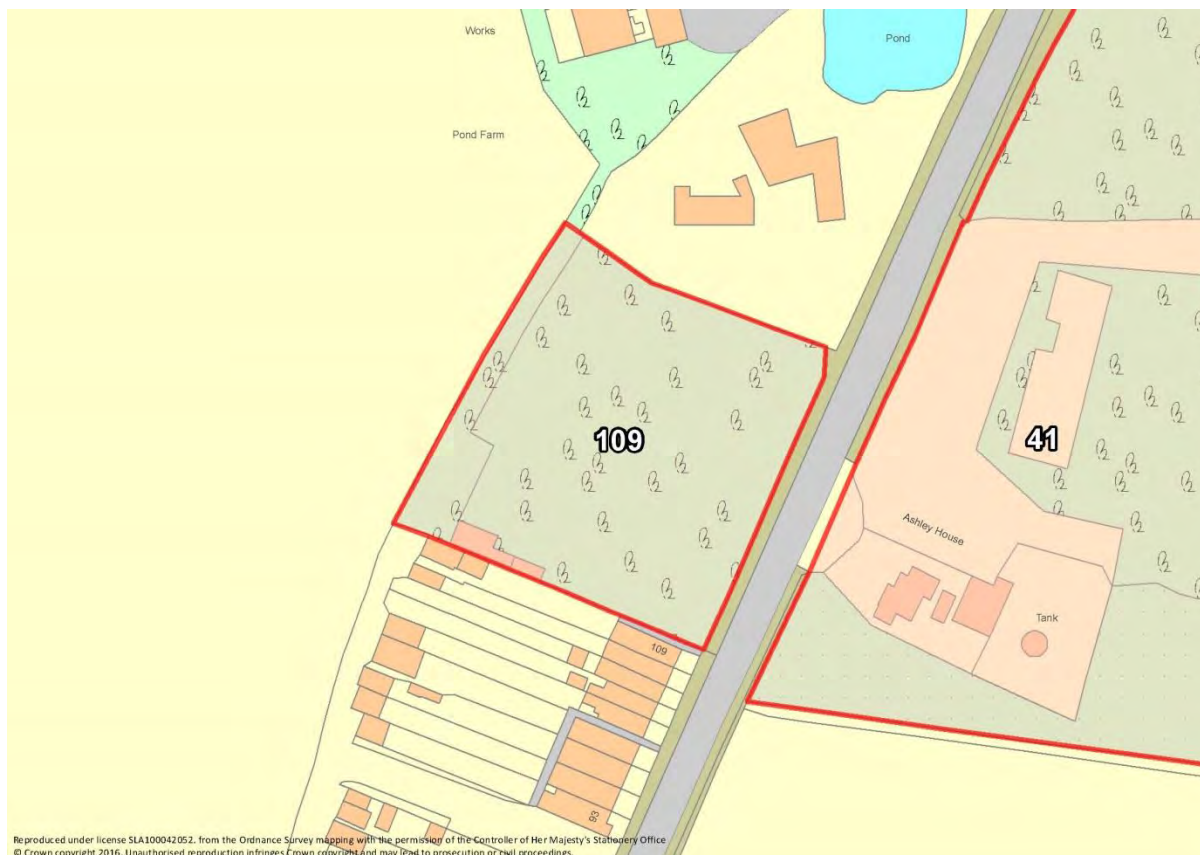 Works
Pond
Pond Farm
109
41
Ashley House
Tank
109
93
Reproduced under license SLA100042052. from the Ordnance Survey mapping with the permission of the Controller of Her Majesty's Stationery Office
© Crown copyright 2016. Unauthorised reproduction infringes Crown copyright and may lead to prosecution or civil proceedings.